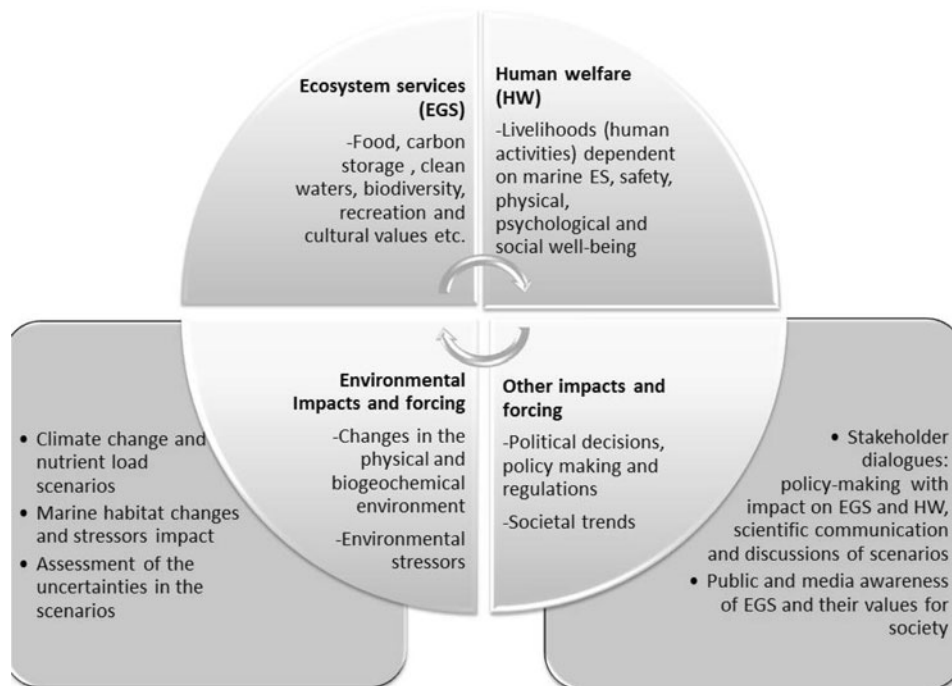 Ecosystem services
(EGS)
-Food, carbon
storage , clean
waters, biodiversity,
recreation and
cultural values etc.
Human welfare
(HW)
-Livelihoods (human
activities) dependent
on marine ES, safety,
physical,
psychological and
social well-being
Environmental
Impacts and forcing
-Changes in the
physical and
biogeochemical
environment
-Environmental
stressors
Other impacts and
forcing
-Political decisions,
policy making and
regulations
-Societal trends
• Climate change and
nutrient load
scenarios
• Marine habitat changes
and stressors impact
• Assessment of the
uncertainties in the
scenarios
• Stakeholder
dialogues:
policy-making with
impact on EGS and HW,
scientific communication
and discussions of scenarios
• Public and media awareness
of EGS and their values for
society